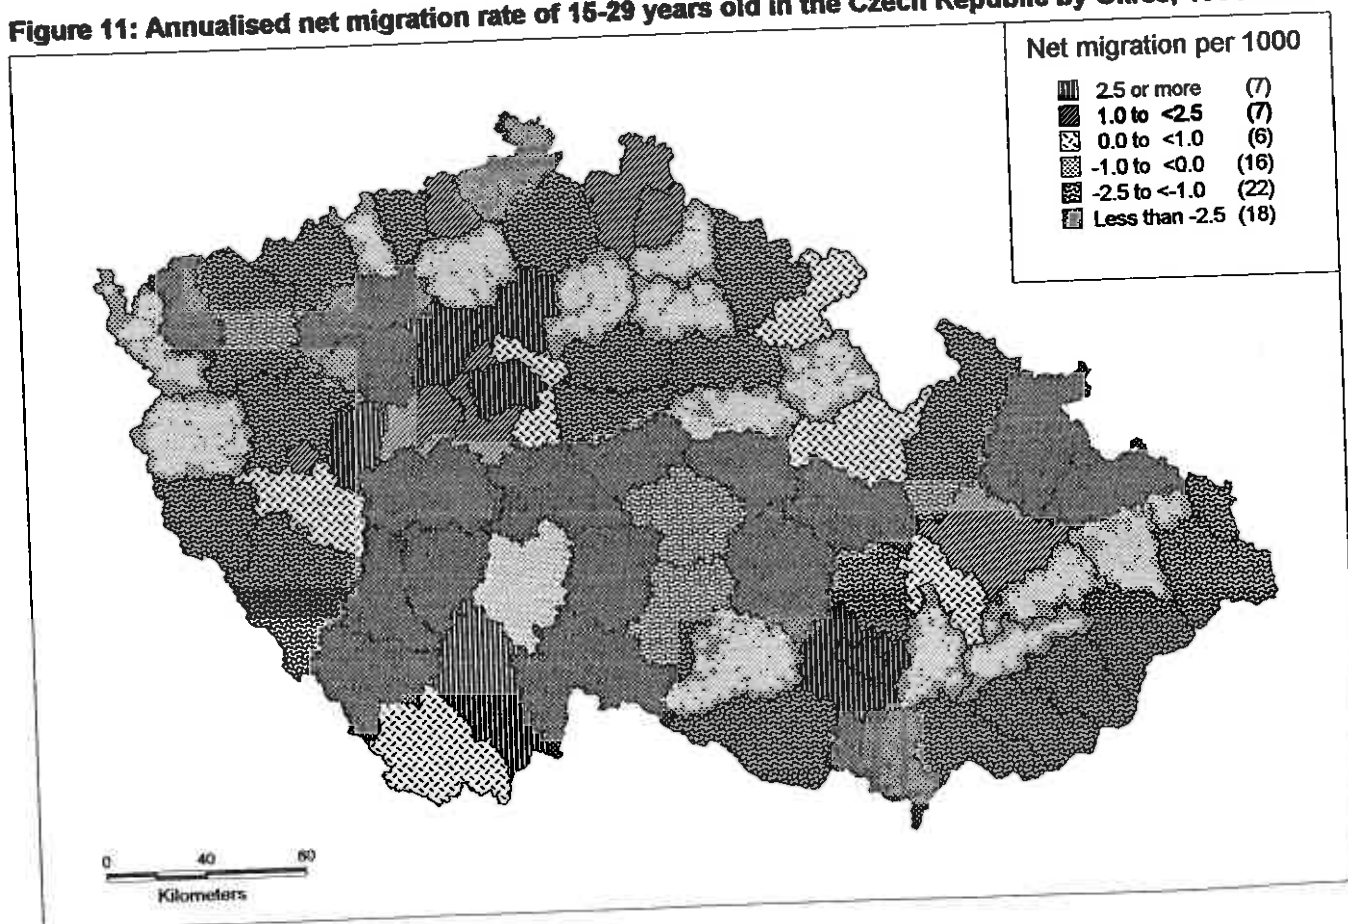 Figure 11: Annualised net migration rate of 15-29 years old in the Czech Republic by
Net migration per 1000
2.5 or more (7)
1.0 to <2.5 (7)
0.0 to <1.0 (6)
-1.0 to <0.0 (16)
-2.5 to <-1.0 (22)
Less than -2.5 (18)
0 40 80
Kilometers